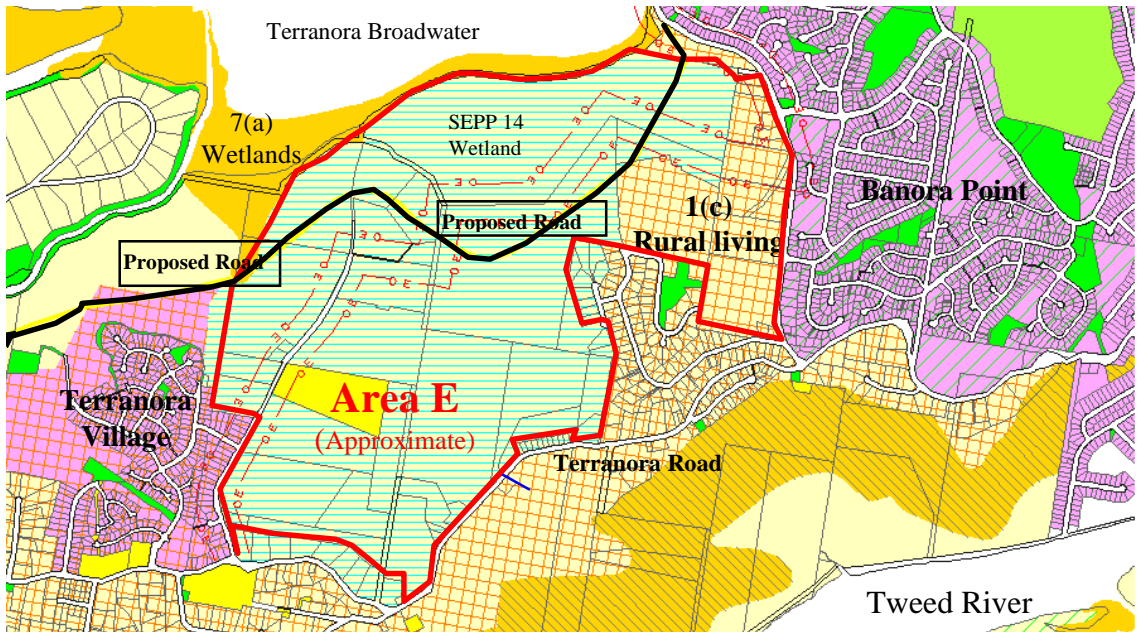 Terranora Broadwater
7(a)
Wetlands
SEPP 14
Wetland
Banora Point
1(c)
Rural living
Proposed Road
Proposed Road
Area E
(Approximate)
Terranora
Village
Terranora Road
Tweed River